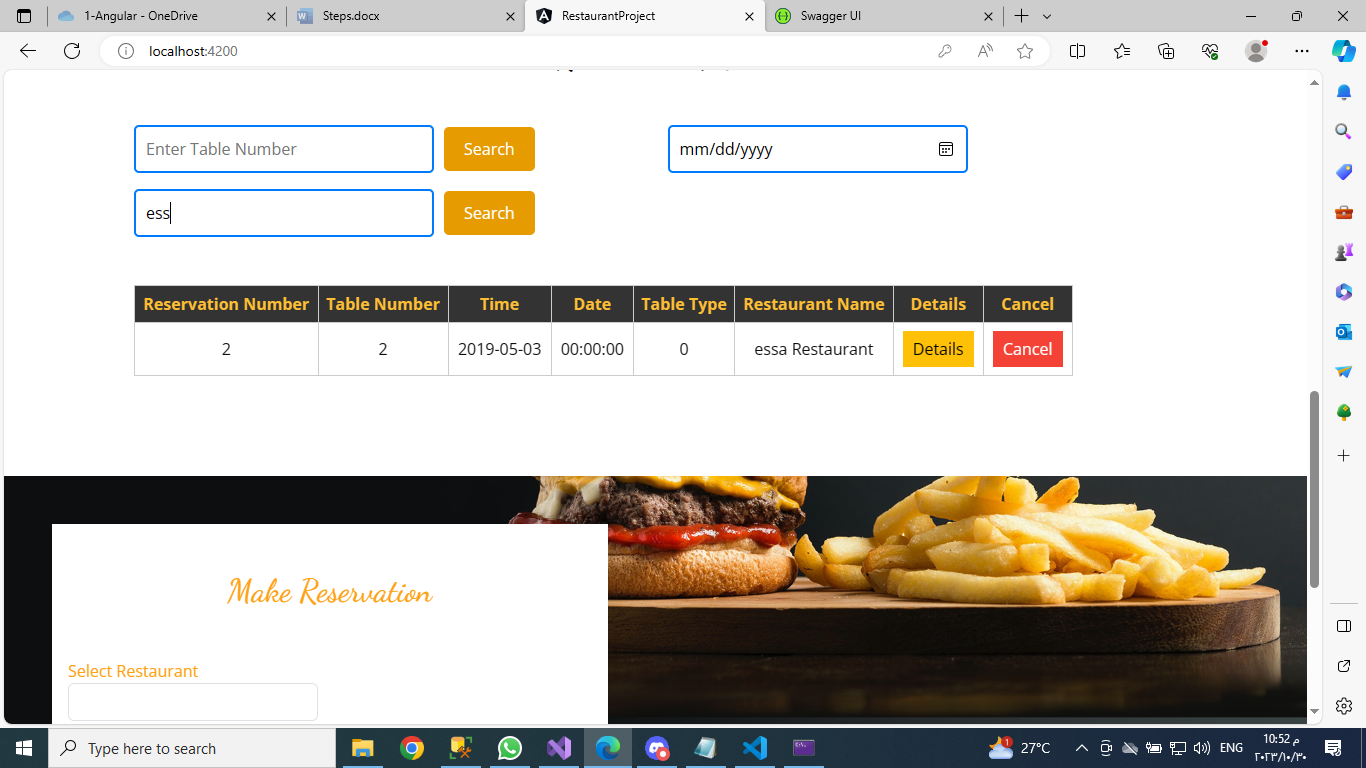 1-Angular - OneDrive
Steps.docx
RestaurantProject
Swagger UI
localhost:4200
Enter Table Number
Search
mm/dd/yyyy
ess
Search
Reservation Number Table Number Time Date Table Type Restaurant Name Details Cancel
2 2 2019-05-03 00:00:00 0 essa Restaurant Details Cancel
Make Reservation
Select Restaurant
Type here to search
1
27°C
ENG
10:52 م
٢٠٢٣/١٠/٣٠